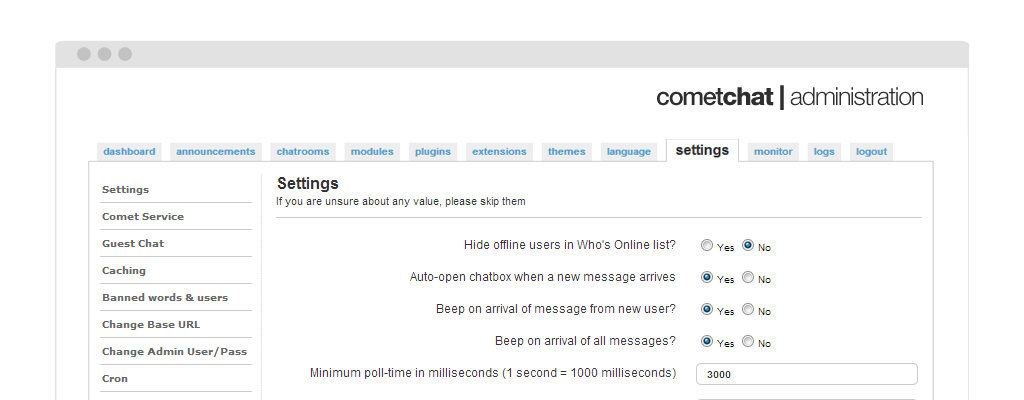 cometchat | administration
dashboard announcements chatrooms modules plugins extensions themes language settings monitor logs logout
Settings
Comet Service
Guest Chat
Caching
Banned words & users
Change Base URL
Change Admin User/Pass
Cron
Settings
If you are unsure about any value, please skip them
Hide offline users in Who's Online list? Yes No
Auto-open chatbox when a new message arrives Yes No
Beep on arrival of message from new user? Yes No
Beep on arrival of all messages? Yes No
Minimum poll-time in milliseconds (1 second = 1000 milliseconds) 3000